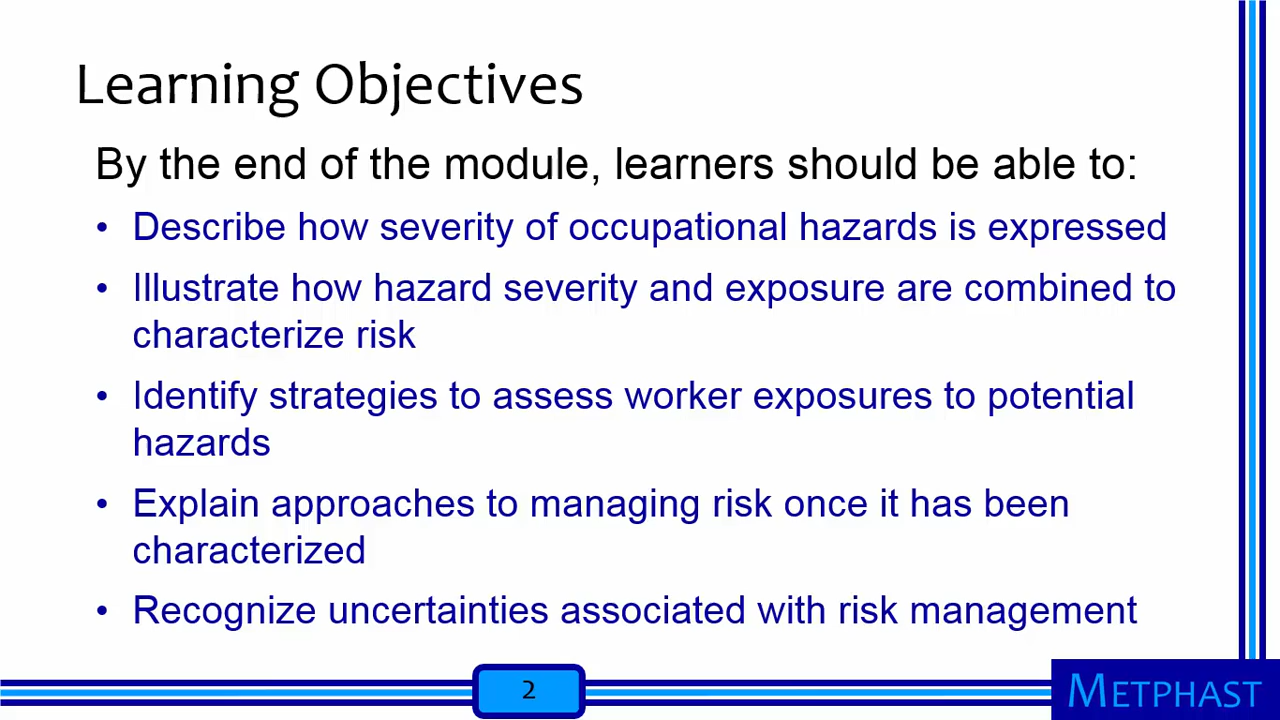 Learning Objectives
By the end of the module, learners should be able to:
• Describe how severity of occupational hazards is expressed
• Illustrate how hazard severity and exposure are combined to
characterize risk
• Identify strategies to assess worker exposures to potential
hazards
• Explain approaches to managing risk once it has been
characterized
• Recognize uncertainties associated with risk management
2
METPHAST